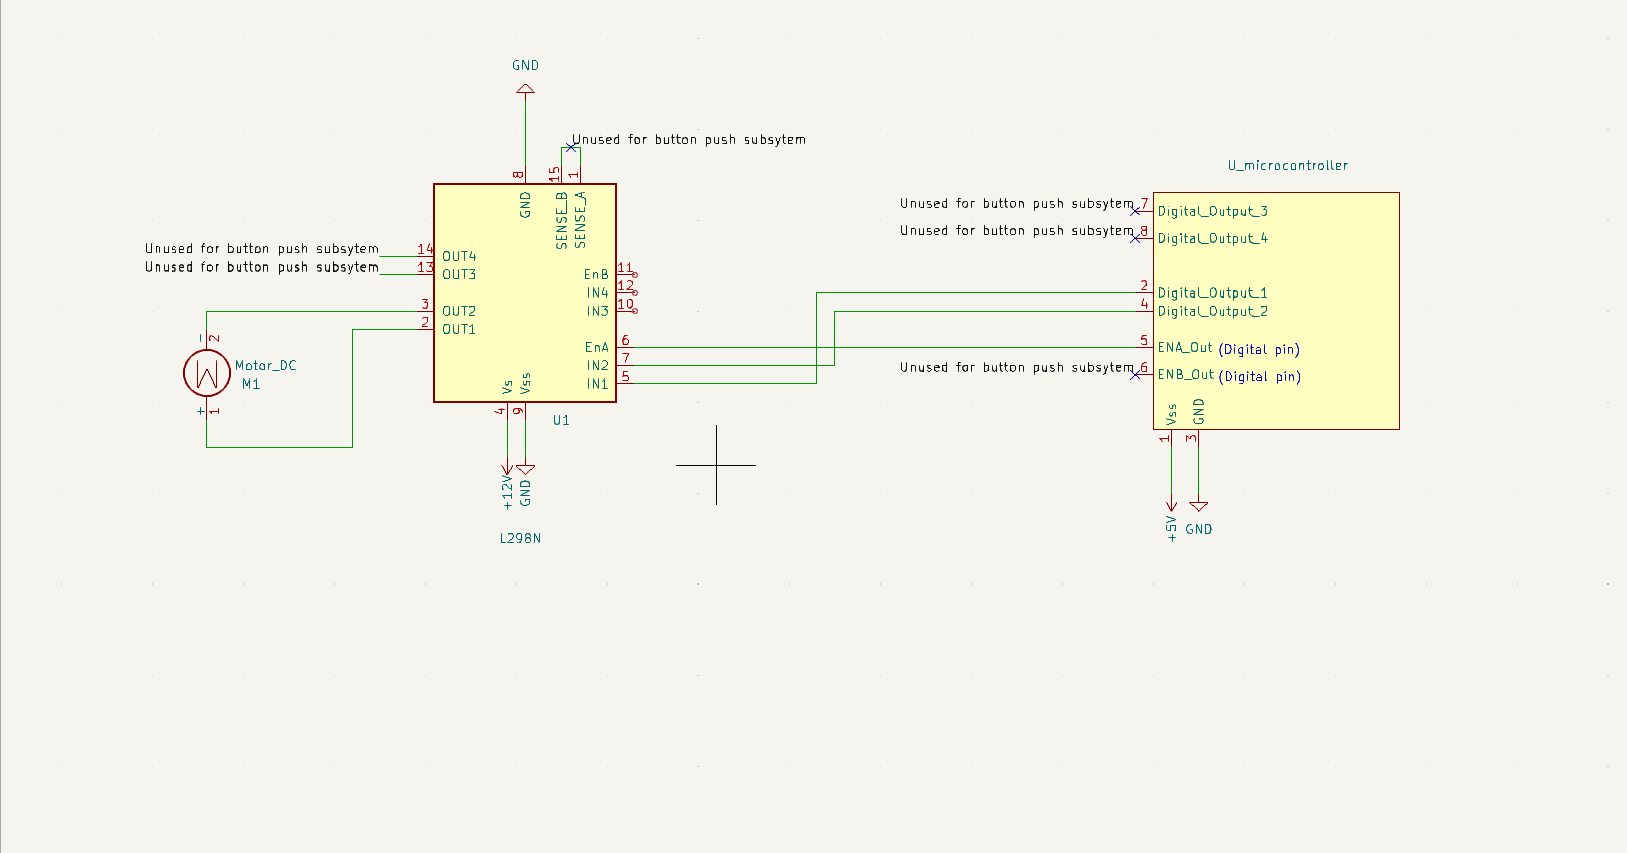 GND
Unused for button push subsytem
8
15
1
GND
SENSE_B
SENSE_A
U_microcontroller
Unused for button push subsytem
7
Digital_Output_3
Unused for button push subsytem
8
Digital_Output_4
Unused for button push subsytem
14
OUT4
Unused for button push subsytem
13
OUT3
EnB
11
IN4
12
IN3
10
2
Digital_Output_1
4
Digital_Output_2
3
OUT2
2
OUT1
EnA
6
IN2
7
IN1
5
5
ENA_Out
(Digital pin)
Unused for button push subsytem
6
ENB_Out
(Digital pin)
- 2
Motor_DC
M1
+ 1
Vs
Vss
4
9
U1
Vss
GND
1
3
+12V
GND
+5V
GND
L298N